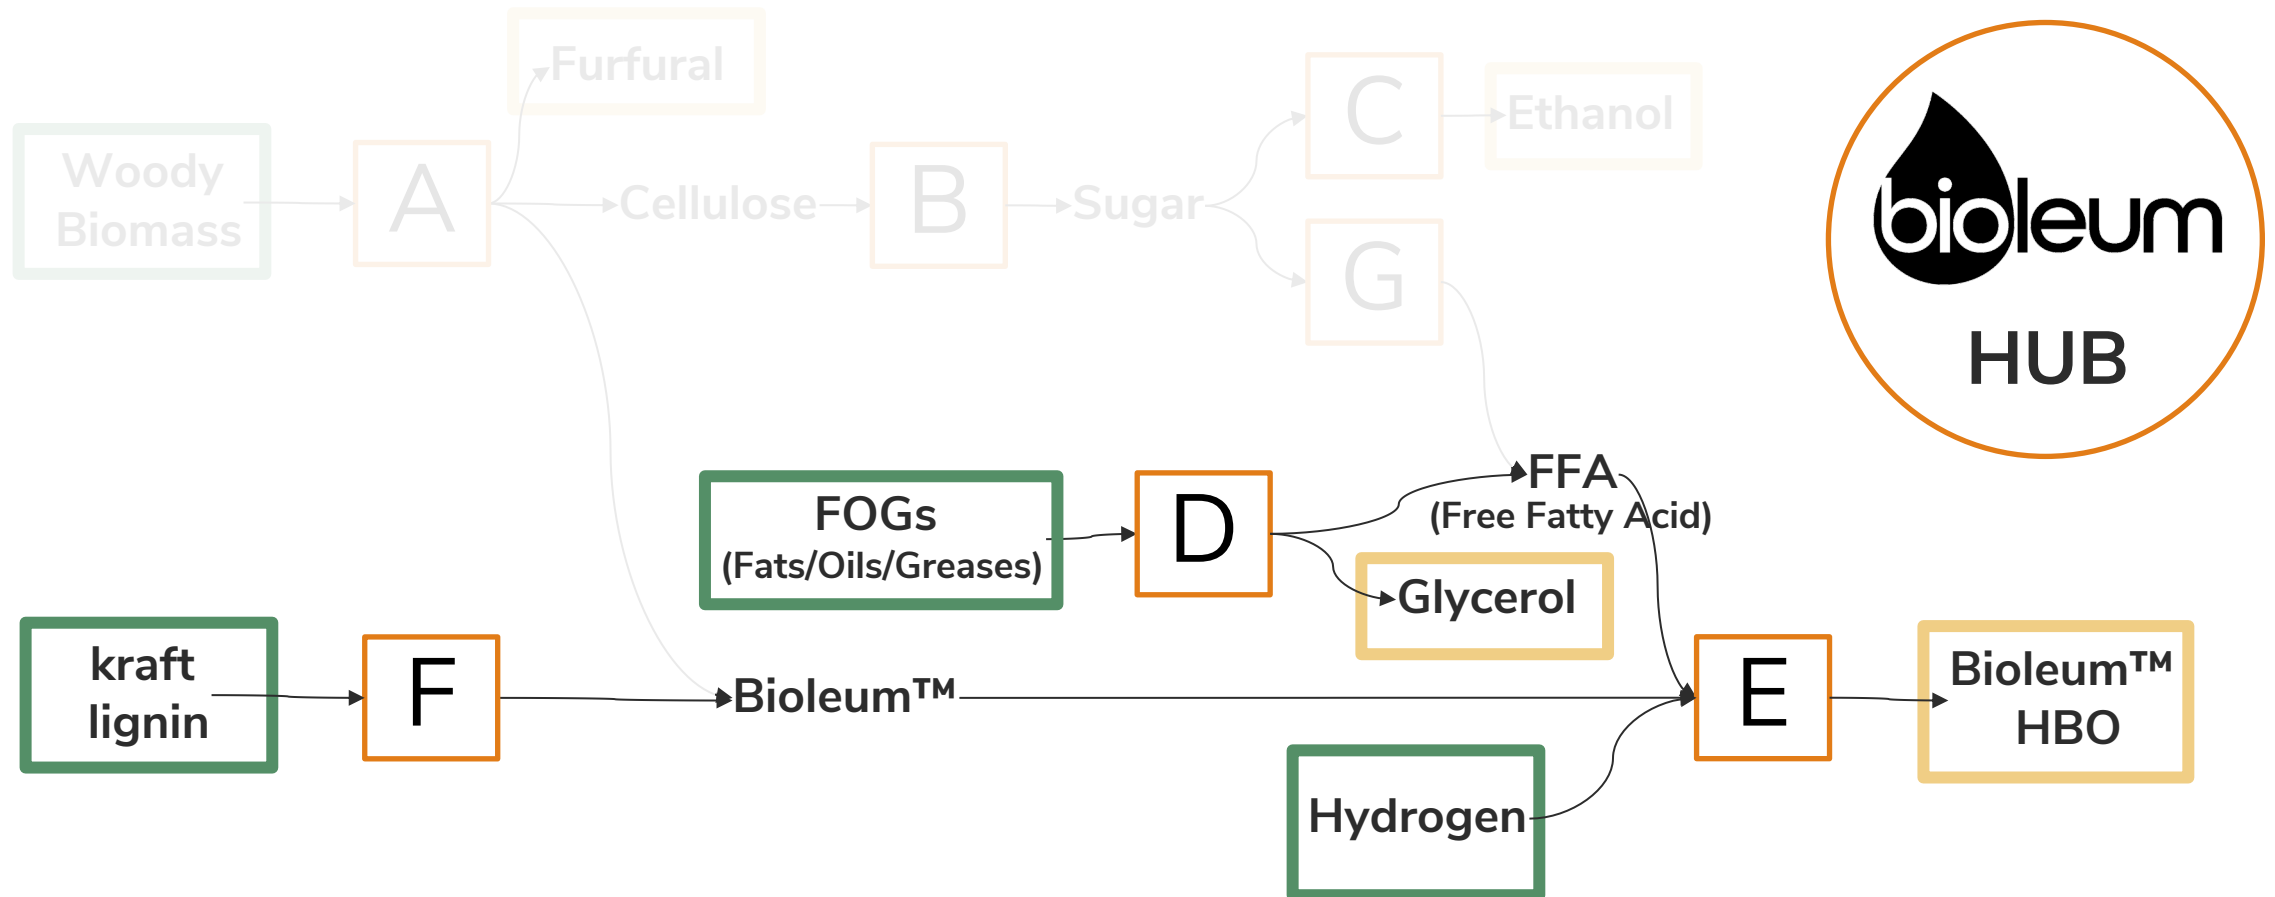 Furfural
Woody
Biomass
A
Cellulose
B
Sugar
C
Ethanol
G
bioleum
HUB
FOGs
(Fats/Oils/Greases)
D
FFA
(Free Fatty Acid)
Glycerol
kraft
lignin
F
Bioleum™
E
Bioleum™
HBO
Hydrogen